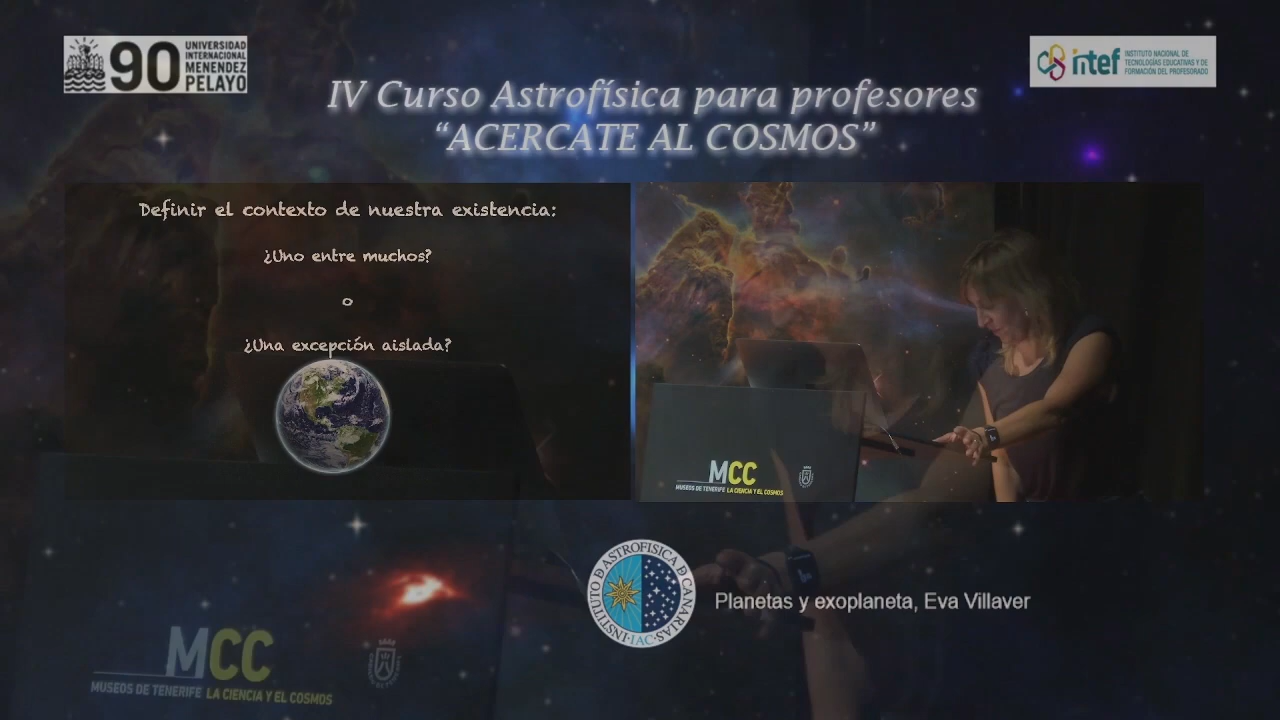 90
UNIVERSIDAD
INTERNACIONAL
MENENDEZ
PELAYO
intef
INSTITUTO NACIONAL DE
TECNOLOGÍAS EDUCATIVAS Y DE
FORMACIÓN DEL PROFESORADO
IV Curso Astrofísica para profesores
“ACERCATE AL COSMOS”
Definir el contexto de nuestra existencia:
¿Uno entre muchos?
o
¿Una excepción aislada?
MCC
MUSEOS DE TENERIFE LA CIENCIA Y EL COSMOS
INSTITUTO D ASTROFISICA D CANARIAS
·IAC·
Planetas y exoplaneta, Eva Villaver
MCC
MUSEOS DE TENERIFE LA CIENCIA Y EL COSMOS